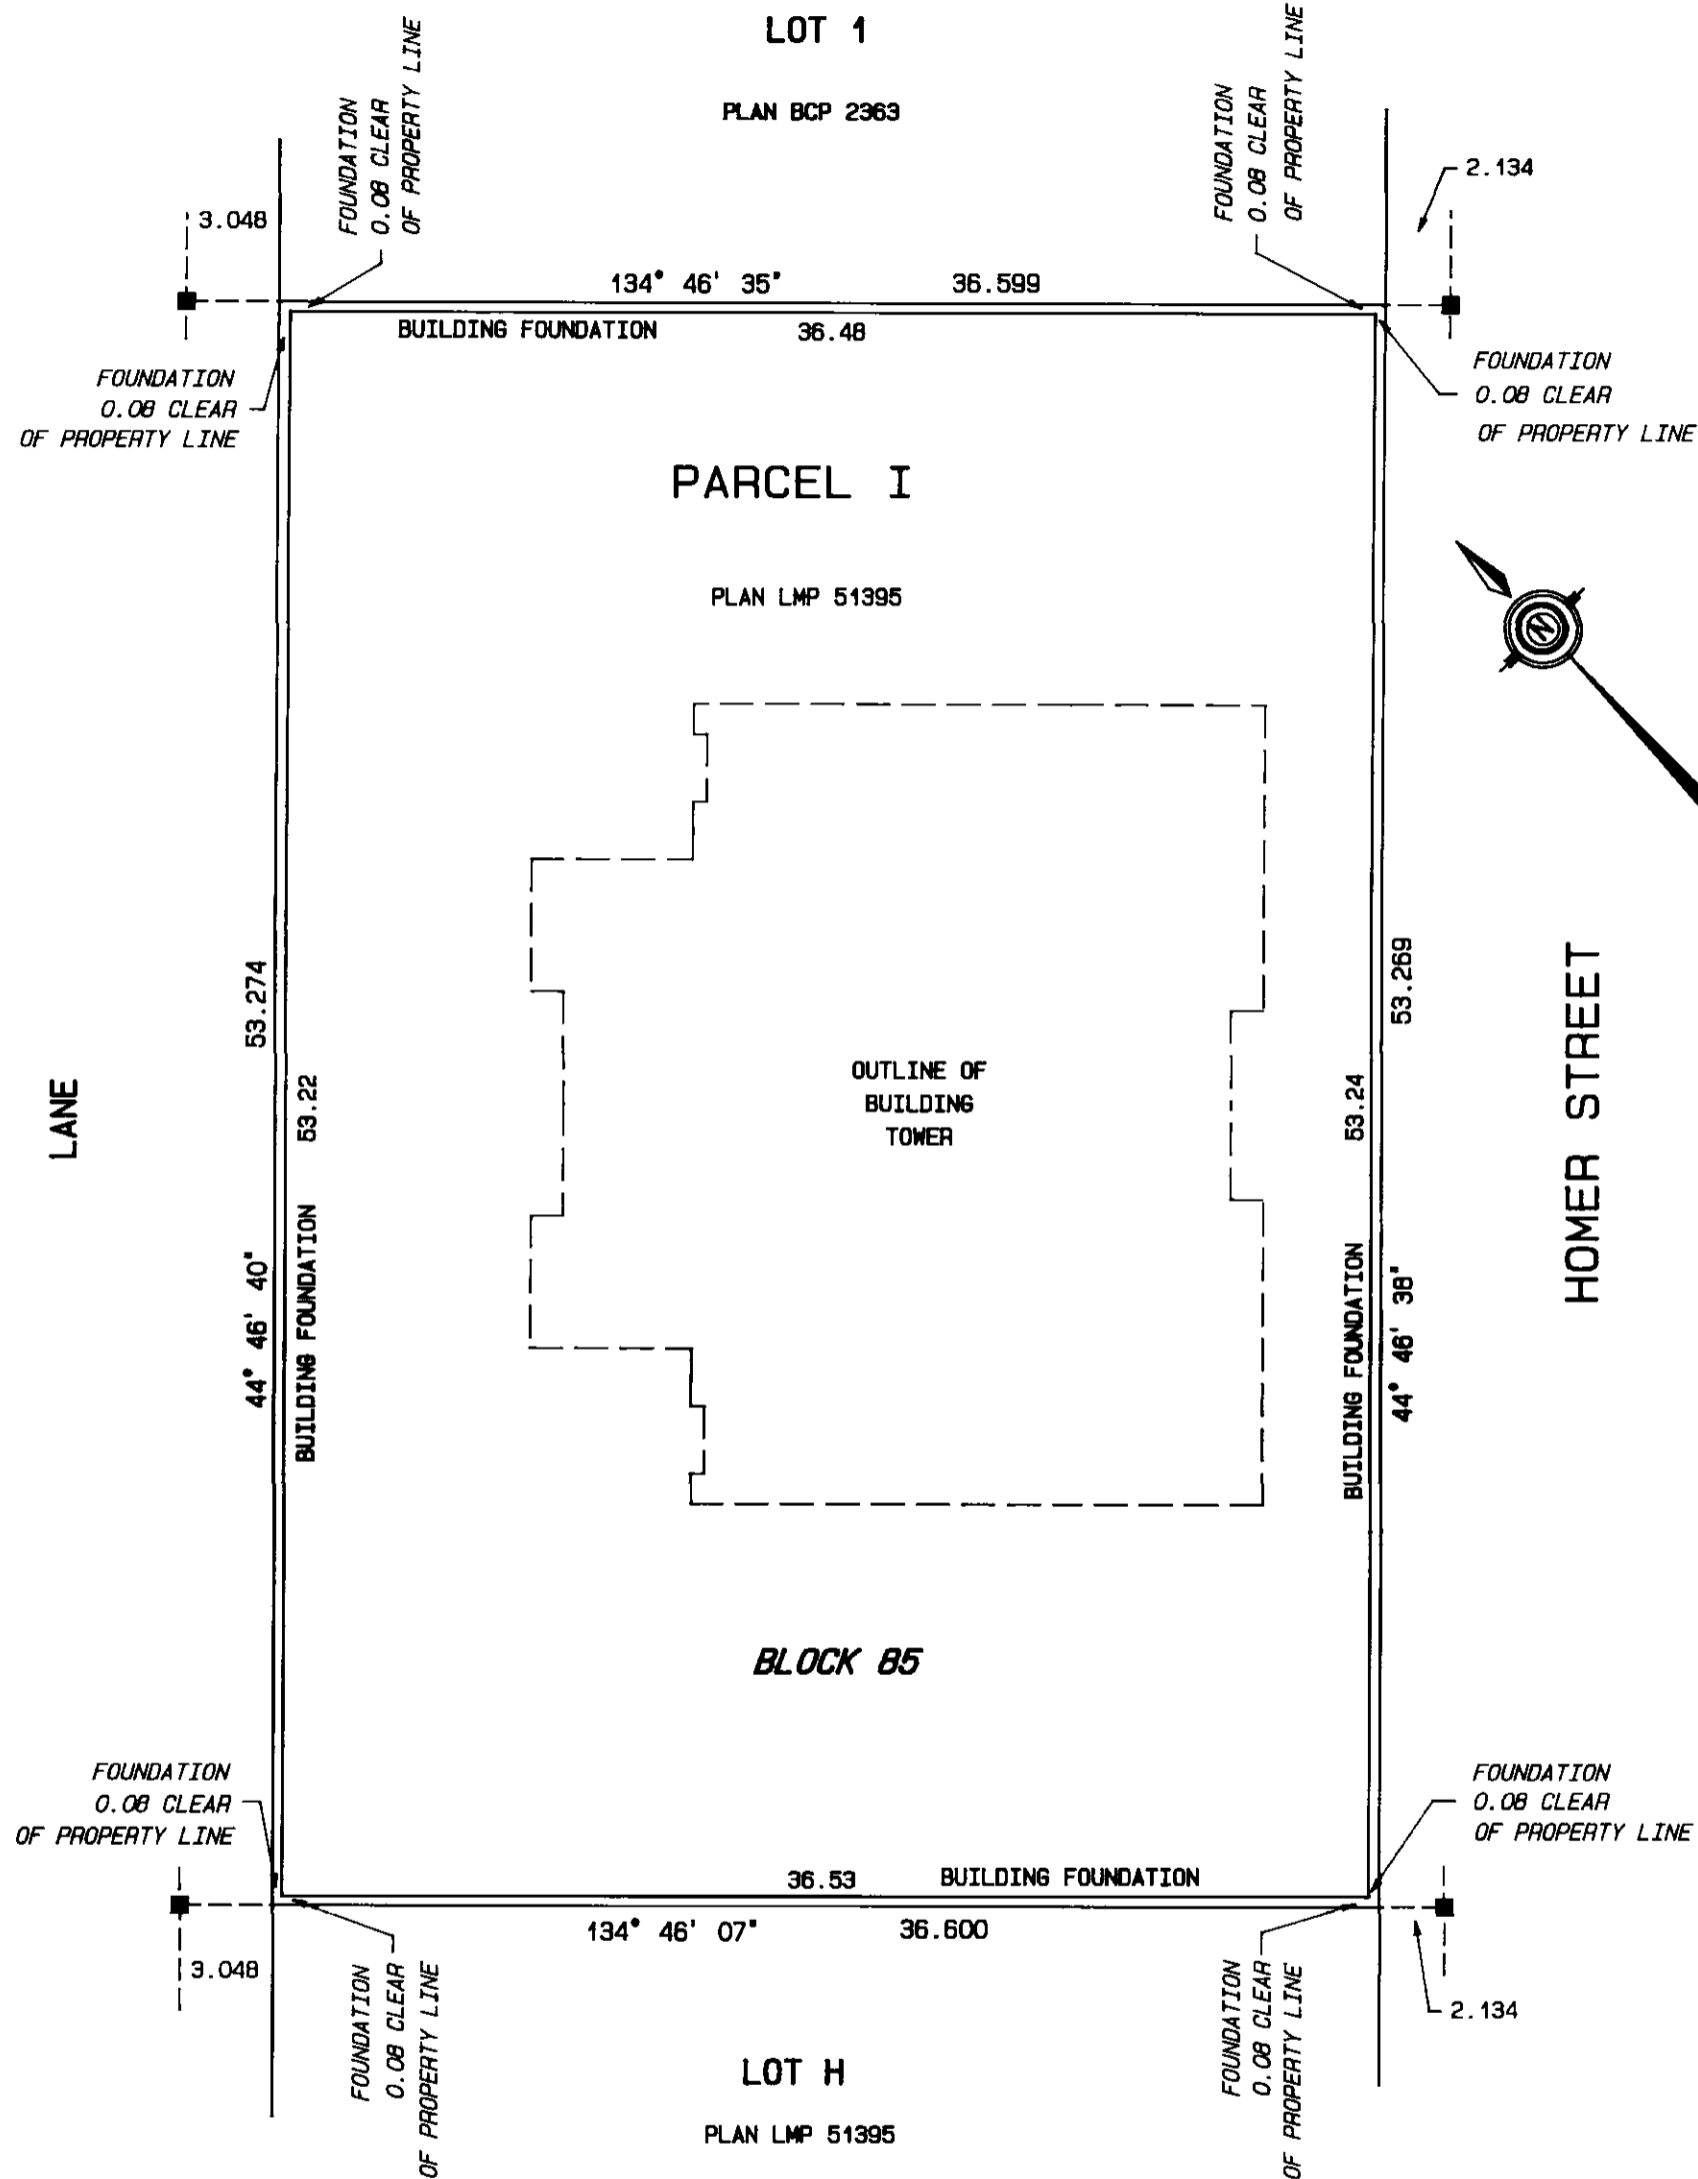 LOT 1
PLAN BCP 2363
FOUNDATION
0.08 CLEAR
OF PROPERTY LINE
FOUNDATION
0.08 CLEAR
OF PROPERTY LINE
2.134
3.048
134° 46' 35" 36.599
BUILDING FOUNDATION 36.48
FOUNDATION
0.08 CLEAR
OF PROPERTY LINE
FOUNDATION
0.08 CLEAR
OF PROPERTY LINE
PARCEL I
PLAN LMP 51395
N
LANE
44° 46' 40" 53.274
BUILDING FOUNDATION 53.22
OUTLINE OF
BUILDING
TOWER
BUILDING FOUNDATION 53.24
44° 46' 38" 53.269
HOMER STREET
BLOCK 85
FOUNDATION
0.08 CLEAR
OF PROPERTY LINE
FOUNDATION
0.08 CLEAR
OF PROPERTY LINE
36.53 BUILDING FOUNDATION
134° 46' 07" 36.600
3.048
FOUNDATION
0.08 CLEAR
OF PROPERTY LINE
FOUNDATION
0.08 CLEAR
OF PROPERTY LINE
2.134
LOT H
PLAN LMP 51395